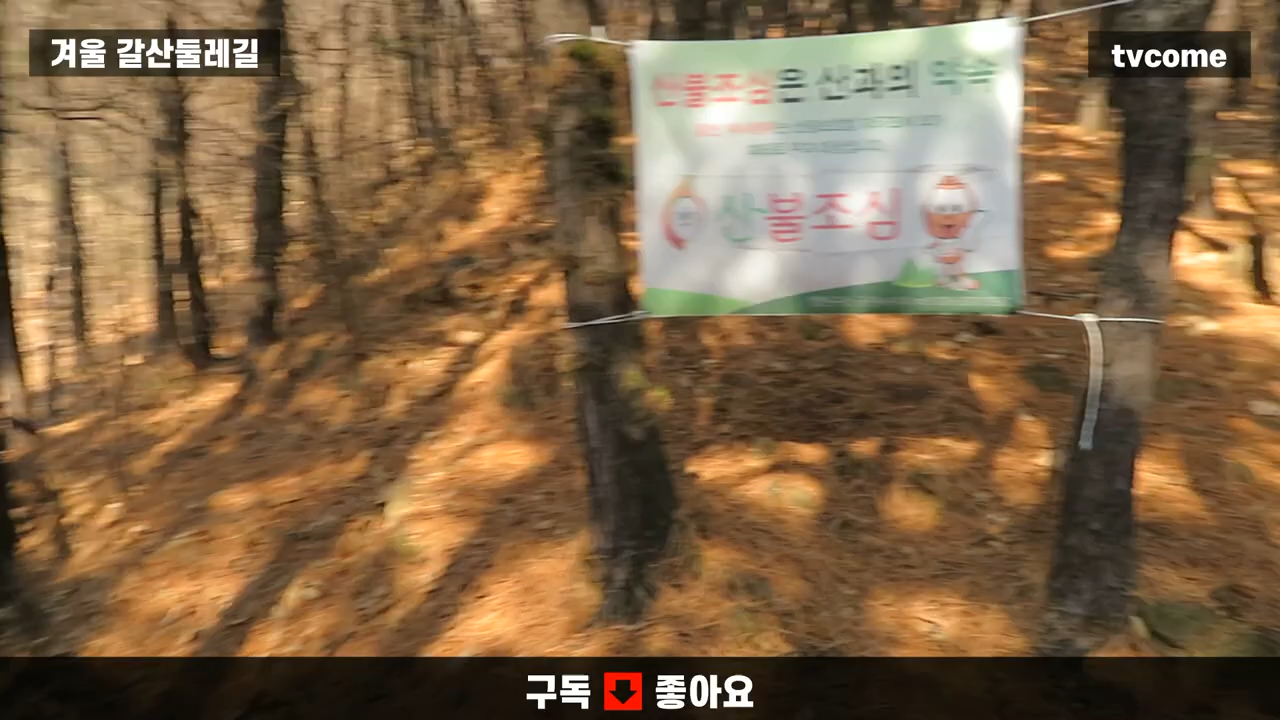 겨울 갈산둘레길
tvcome
산불조심은 산과의 약속
산불조심
구독 좋아요